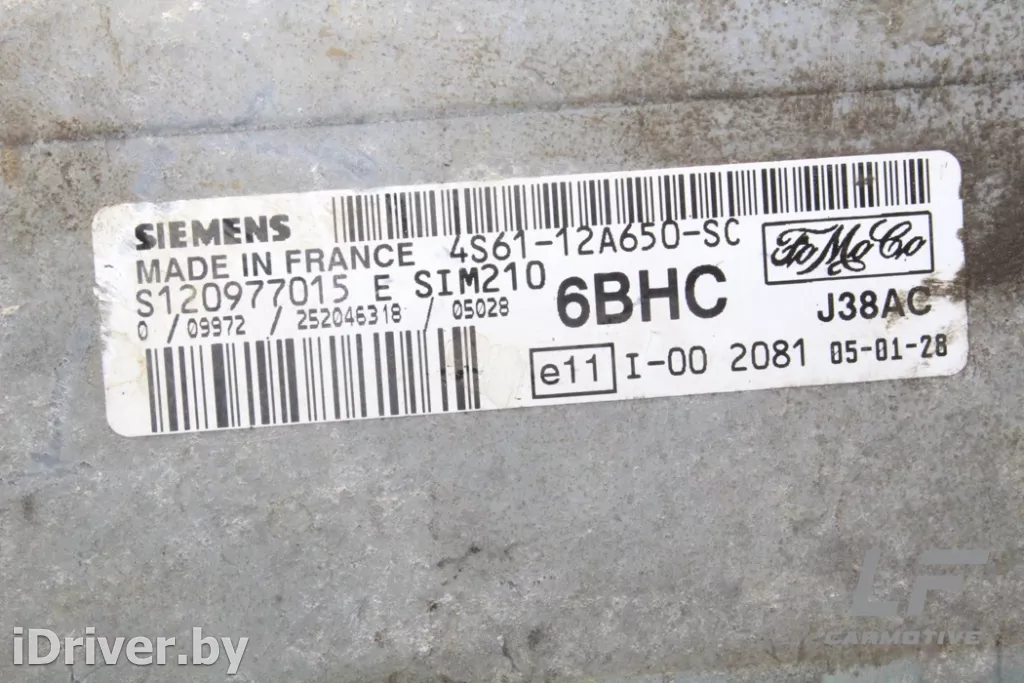 SIEMENS
MADE IN FRANCE 4S61-12A650-SC
FoMoCo
S120977015 E SIM210
6BHC
J38AC
0 / 09972 / 252046318 / 05028
e11 I-00 2081 05-01-28
LF
CARMOTIVE
iDriver.by